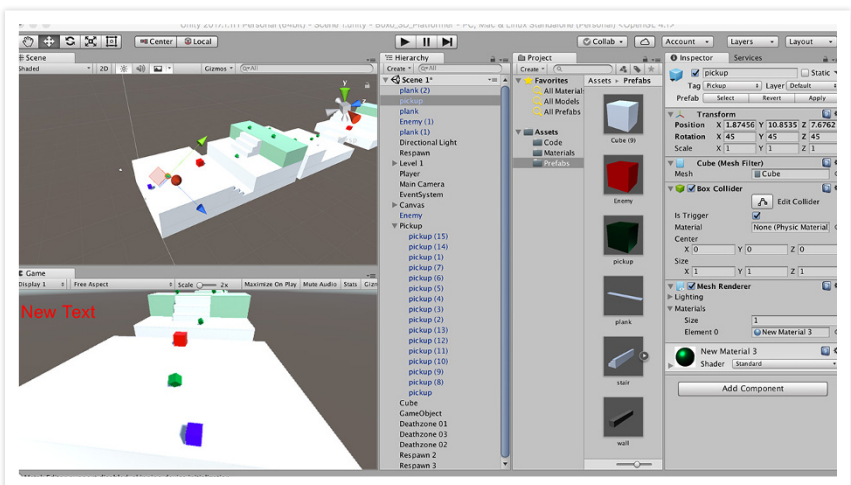 Unity 2017.1.1f1 Personal (64bit) - Scene 1.unity - Boxu_3D_Platformer - PC, Mac & Linux Standalone (Personal) <OpenGL 4.1>
Center Local Collab Account Layers Layout
Scene
Shaded 2D Gizmos All
y
Game
Display 1 Free Aspect Scale 2x Maximize On Play Mute Audio Stats Gizm
New Text
Hierarchy
Create All
Scene 1*
plank (2)
pickup
plank
Enemy (1)
plank (1)
Directional Light
Respawn
Level 1
Player
Main Camera
EventSystem
Canvas
Enemy
Pickup
pickup (15)
pickup (14)
pickup (1)
pickup (7)
pickup (6)
pickup (5)
pickup (4)
pickup (3)
pickup (2)
pickup (13)
pickup (12)
pickup (11)
pickup (10)
pickup (9)
pickup (8)
pickup
Cube
GameObject
Deathzone 01
Deathzone 03
Deathzone 02
Respawn 2
Respawn 3
Project
Create
Favorites
All Material
All Models
All Prefabs
Assets
Code
Materials
Prefabs
Assets Prefabs
Cube (9)
Enemy
pickup
plank
stair
wall
Inspector Services
pickup Static
Tag Pickup Layer Default
Prefab Select Revert Apply
Transform
Position X 1.87456 Y 10.8535 Z 7.6762
Rotation X 45 Y 45 Z 45
Scale X 1 Y 1 Z 1
Cube (Mesh Filter)
Mesh Cube
Box Collider
Edit Collider
Is Trigger
Material None (Physic Material
Center
X 0 Y 0 Z 0
Size
X 1 Y 1 Z 1
Mesh Renderer
Lighting
Materials
Size 1
Element 0 New Material 3
New Material 3
Shader Standard
Add Component